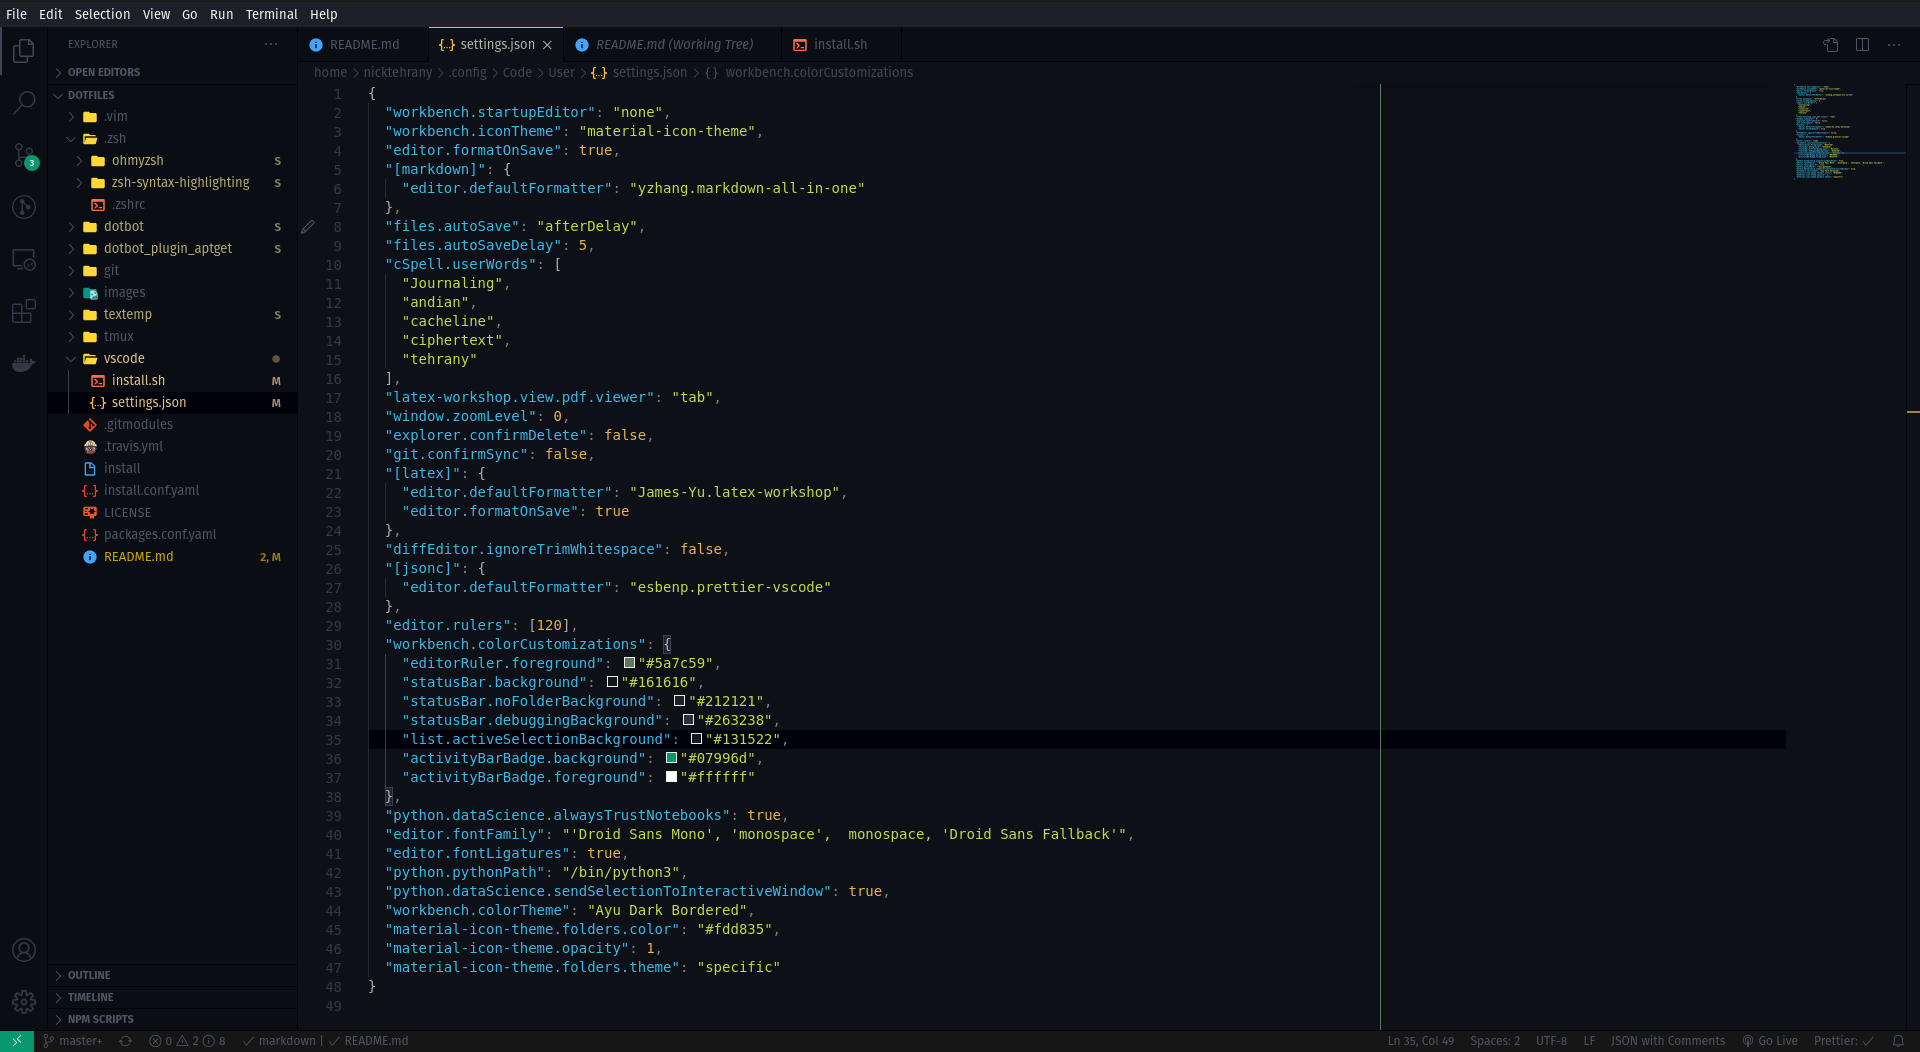 File Edit Selection View Go Run Terminal Help
EXPLORER
OPEN EDITORS
DOTFILES
.vim
.zsh
ohmyzsh S
zsh-syntax-highlighting S
.zshrc
dotbot S
dotbot_plugin_aptget S
git
images
textemp S
tmux
vscode
install.sh M
settings.json M
.gitmodules
.travis.yml
install
install.conf.yaml
LICENSE
packages.conf.yaml
README.md 2, M
OUTLINE
TIMELINE
NPM SCRIPTS
3
README.md settings.json README.md (Working Tree) install.sh
home > nicktehrany > .config > Code > User > settings.json > {} workbench.colorCustomizations
1 {
2 "workbench.startupEditor": "none",
3 "workbench.iconTheme": "material-icon-theme",
4 "editor.formatOnSave": true,
5 "[markdown]": {
6 "editor.defaultFormatter": "yzhang.markdown-all-in-one"
7 },
8 "files.autoSave": "afterDelay",
9 "files.autoSaveDelay": 5,
10 "cSpell.userWords": [
11 "Journaling",
12 "andian",
13 "cacheline",
14 "ciphertext",
15 "tehrany"
16 ],
17 "latex-workshop.view.pdf.viewer": "tab",
18 "window.zoomLevel": 0,
19 "explorer.confirmDelete": false,
20 "git.confirmSync": false,
21 "[latex]": {
22 "editor.defaultFormatter": "James-Yu.latex-workshop",
23 "editor.formatOnSave": true
24 },
25 "diffEditor.ignoreTrimWhitespace": false,
26 "[jsonc]": {
27 "editor.defaultFormatter": "esbenp.prettier-vscode"
28 },
29 "editor.rulers": [120],
30 "workbench.colorCustomizations": {
31 "editorRuler.foreground": "#5a7c59",
32 "statusBar.background": "#161616",
33 "statusBar.noFolderBackground": "#212121",
34 "statusBar.debuggingBackground": "#263238",
35 "list.activeSelectionBackground": "#131522",
36 "activityBarBadge.background": "#07996d",
37 "activityBarBadge.foreground": "#ffffff"
38 },
39 "python.dataScience.alwaysTrustNotebooks": true,
40 "editor.fontFamily": "'Droid Sans Mono', 'monospace',  monospace, 'Droid Sans Fallback'",
41 "editor.fontLigatures": true,
42 "python.pythonPath": "/bin/python3",
43 "python.dataScience.sendSelectionToInteractiveWindow": true,
44 "workbench.colorTheme": "Ayu Dark Bordered",
45 "material-icon-theme.folders.color": "#fdd835",
46 "material-icon-theme.opacity": 1,
47 "material-icon-theme.folders.theme": "specific"
48 }
49
master+ 0 2 8 markdown | README.md Ln 35, Col 49 Spaces: 2 UTF-8 LF JSON with Comments Go Live Prettier: ✓